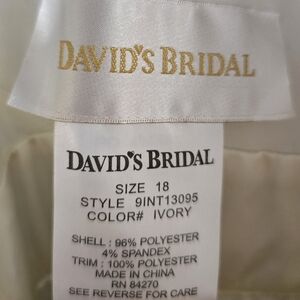 DAVID'S BRIDAL
DAVID'S BRIDAL
SIZE 18
STYLE 9INT13095
COLOR# IVORY
SHELL : 96% POLYESTER
4% SPANDEX
TRIM : 100% POLYESTER
MADE IN CHINA
RN 84270
SEE REVERSE FOR CARE